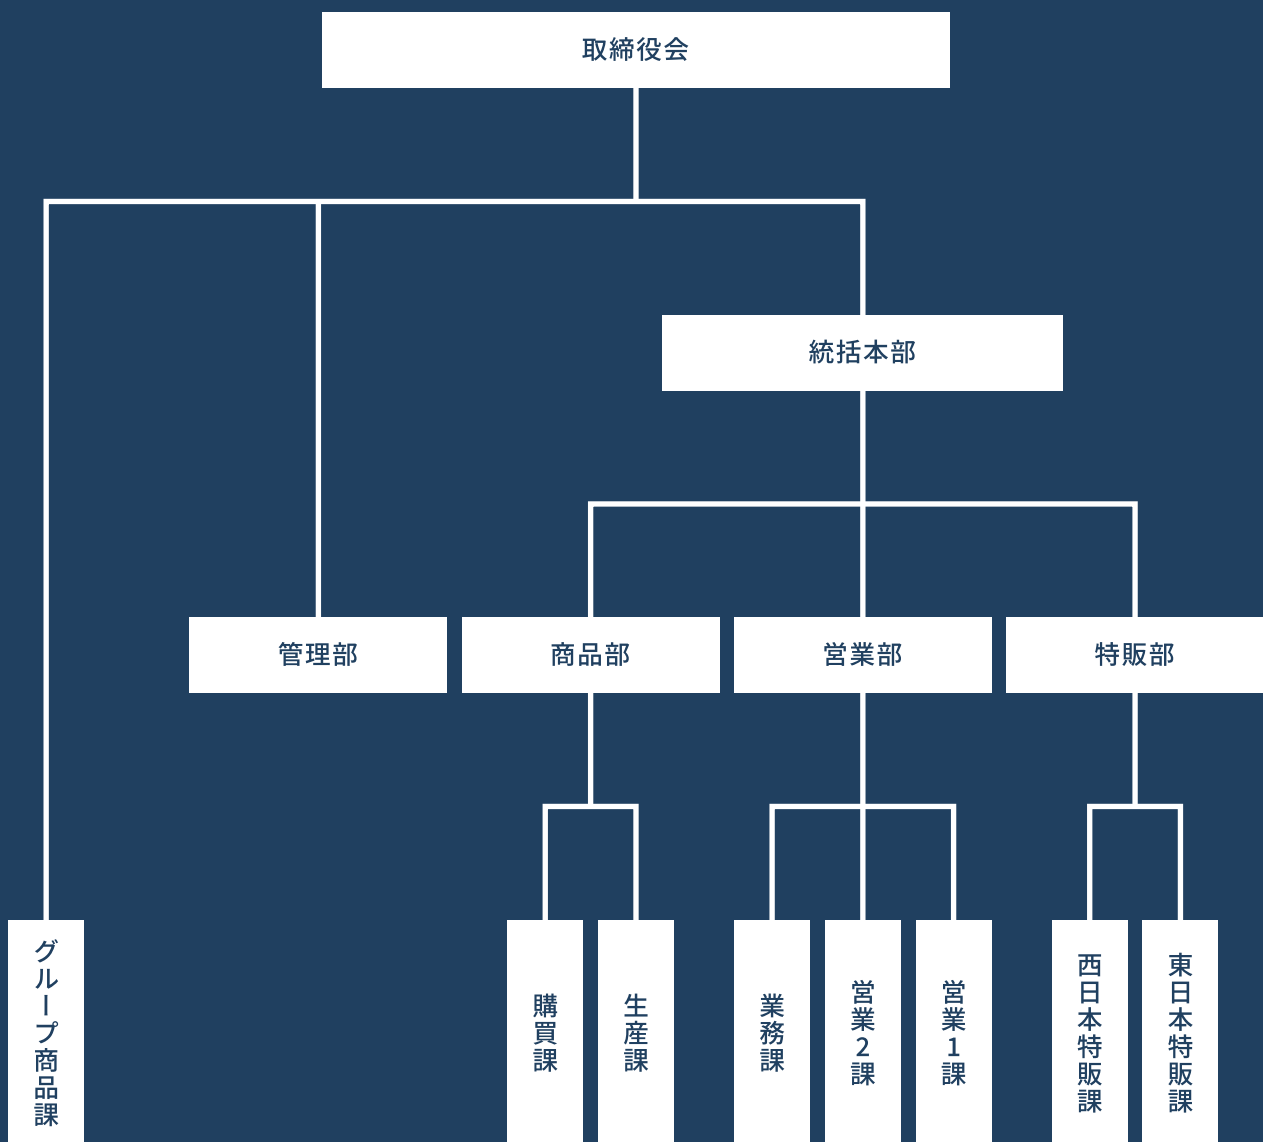 取締役会
統括本部
管理部
商品部
営業部
特販部
グループ商品課
購買課
生産課
業務課
営業2課
営業1課
西日本特販課
東日本特販課